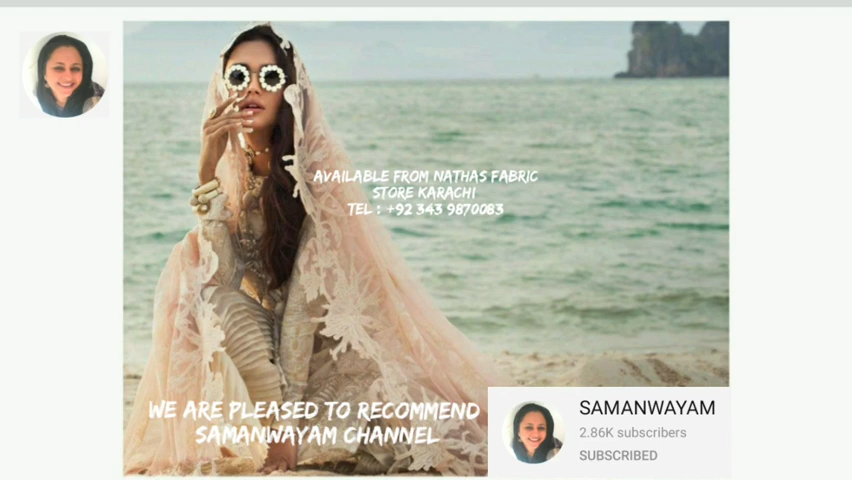 AVAILABLE FROM NATHAS FABRIC
STORE KARACHI
TEL : +92 343 9870083
WE ARE PLEASED TO RECOMMEND
SAMANWAYAM CHANNEL
SAMANWAYAM
2.86K subscribers
SUBSCRIBED